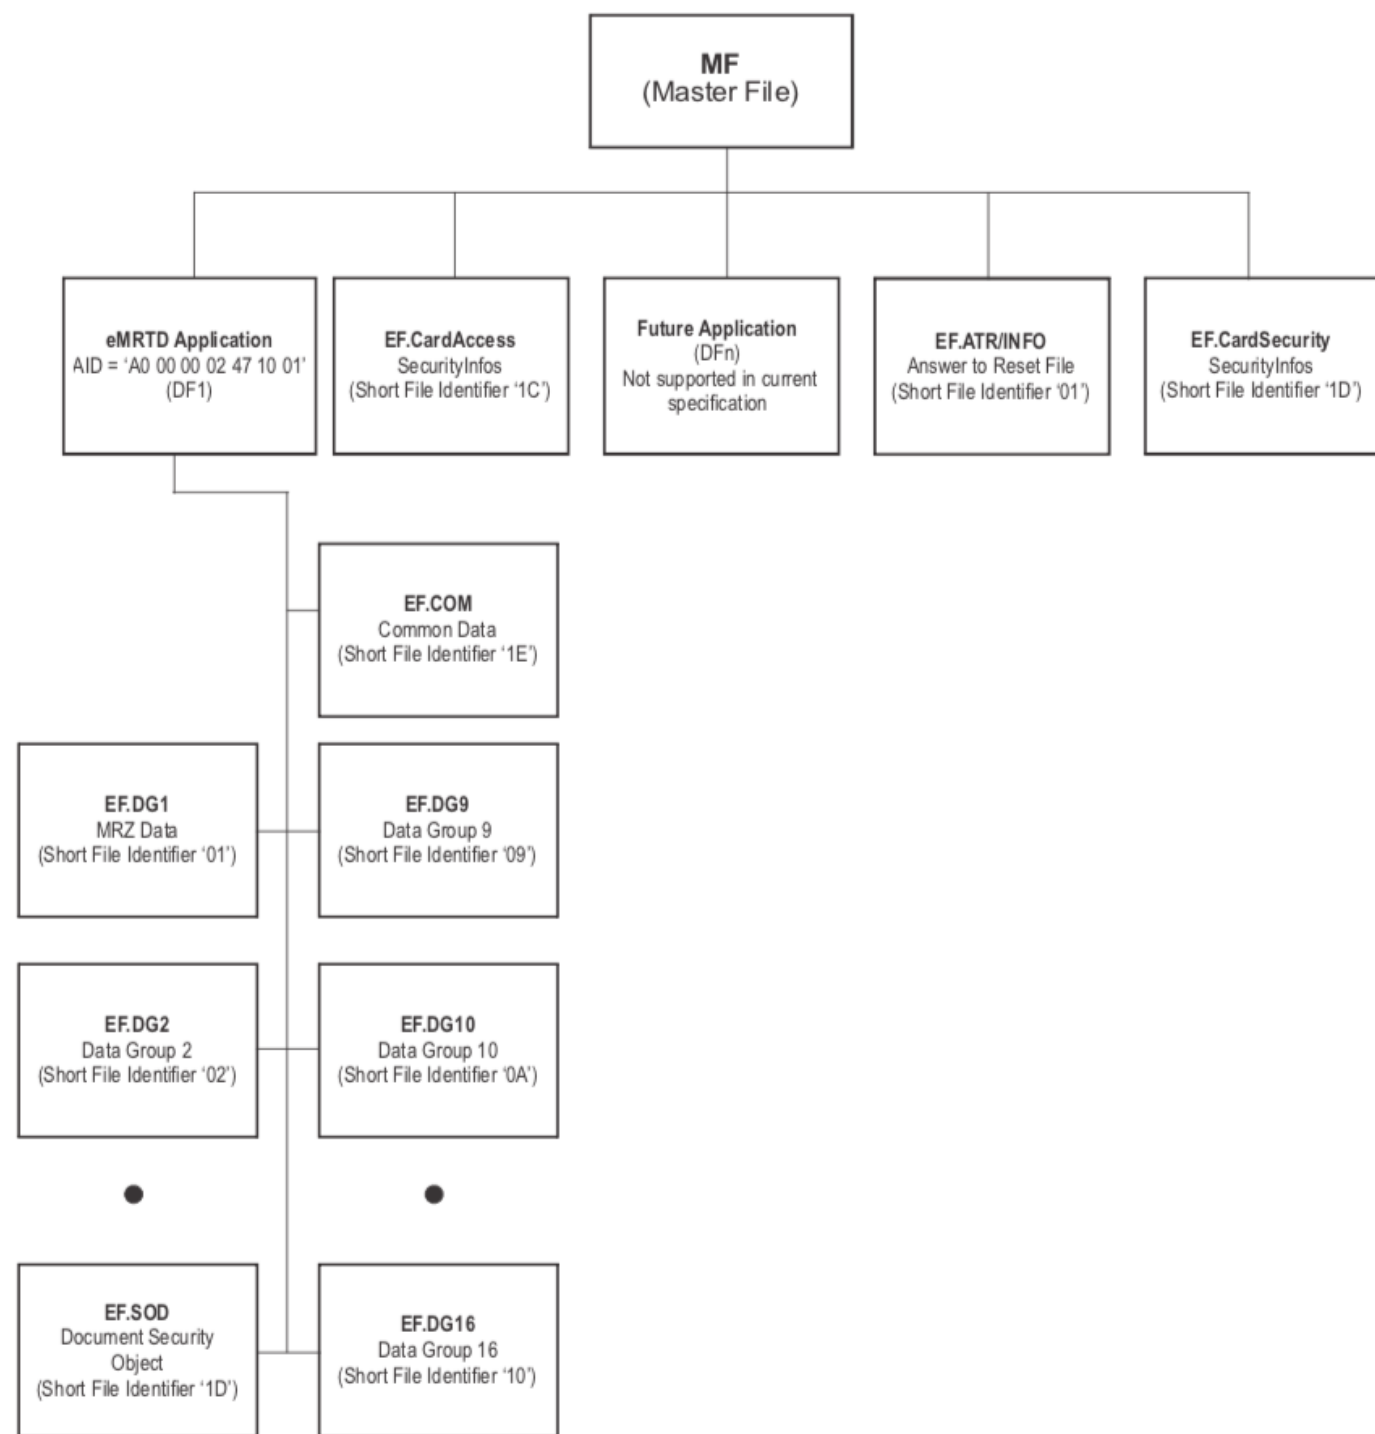 MF
(Master File)
eMRTD Application
AID = ‘A0 00 00 02 47 10 01’
(DF1)
EF.CardAccess
SecurityInfos
(Short File Identifier ‘1C’)
Future Application
(DFn)
Not supported in current
specification
EF.ATR/INFO
Answer to Reset File
(Short File Identifier ‘01’)
EF.CardSecurity
SecurityInfos
(Short File Identifier ‘1D’)
EF.COM
Common Data
(Short File Identifier ‘1E’)
EF.DG1
MRZ Data
(Short File Identifier ‘01’)
EF.DG9
Data Group 9
(Short File Identifier ‘09’)
EF.DG2
Data Group 2
(Short File Identifier ‘02’)
EF.DG10
Data Group 10
(Short File Identifier ‘0A’)
EF.SOD
Document Security
Object
(Short File Identifier ‘1D’)
EF.DG16
Data Group 16
(Short File Identifier ‘10’)